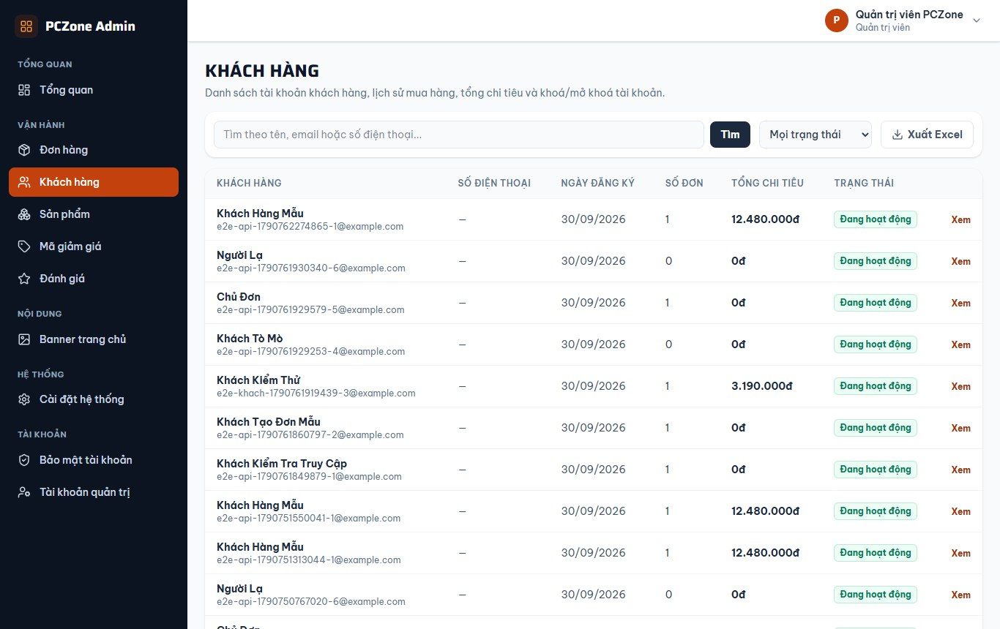 PCZone Admin
TỔNG QUAN
Tổng quan
VẬN HÀNH
Đơn hàng
Khách hàng
Sản phẩm
Mã giảm giá
Đánh giá
NỘI DUNG
Banner trang chủ
HỆ THỐNG
Cài đặt hệ thống
TÀI KHOẢN
Bảo mật tài khoản
Tài khoản quản trị
P
Quản trị viên PCZone
Quản trị viên
KHÁCH HÀNG
Danh sách tài khoản khách hàng, lịch sử mua hàng, tổng chi tiêu và khoá/mở khoá tài khoản.
Tìm theo tên, email hoặc số điện thoại... Tìm Mọi trạng thái Xuất Excel
KHÁCH HÀNG SỐ ĐIỆN THOẠI NGÀY ĐĂNG KÝ SỐ ĐƠN TỔNG CHI TIÊU TRẠNG THÁI
Khách Hàng Mẫu
e2e-api-1790762274865-1@example.com
— 30/09/2026 1 12.480.000đ Đang hoạt động Xem
Người Lạ
e2e-api-1790761930340-6@example.com
— 30/09/2026 0 0đ Đang hoạt động Xem
Chủ Đơn
e2e-api-1790761929579-5@example.com
— 30/09/2026 1 0đ Đang hoạt động Xem
Khách Tò Mò
e2e-api-1790761929253-4@example.com
— 30/09/2026 0 0đ Đang hoạt động Xem
Khách Kiểm Thử
e2e-khach-1790761919439-3@example.com
— 30/09/2026 1 3.190.000đ Đang hoạt động Xem
Khách Tạo Đơn Mẫu
e2e-api-1790761860797-2@example.com
— 30/09/2026 1 0đ Đang hoạt động Xem
Khách Kiểm Tra Truy Cập
e2e-api-1790761849879-1@example.com
— 30/09/2026 1 0đ Đang hoạt động Xem
Khách Hàng Mẫu
e2e-api-1790751550041-1@example.com
— 30/09/2026 1 12.480.000đ Đang hoạt động Xem
Khách Hàng Mẫu
e2e-api-1790751313044-1@example.com
— 30/09/2026 1 12.480.000đ Đang hoạt động Xem
Người Lạ
e2e-api-1790750767020-6@example.com
— 30/09/2026 0 0đ Đang hoạt động Xem
Chủ Đơn